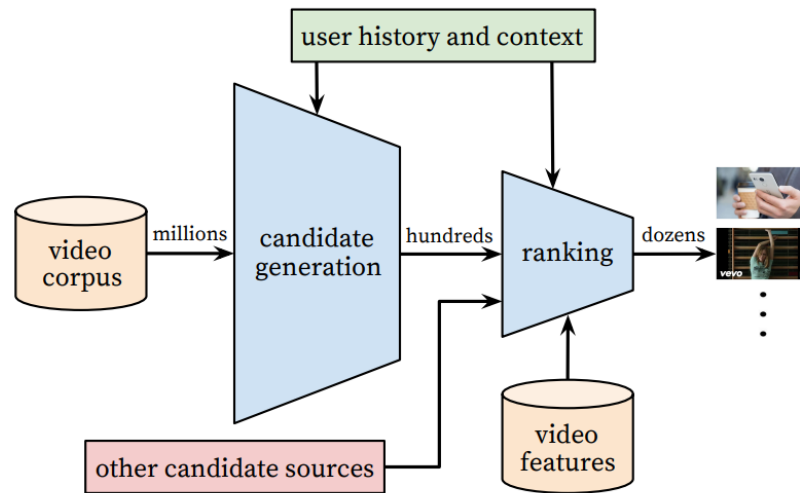 user history and context
video
corpus
millions
candidate
generation
hundreds
ranking
dozens
vevo
other candidate sources
video
features